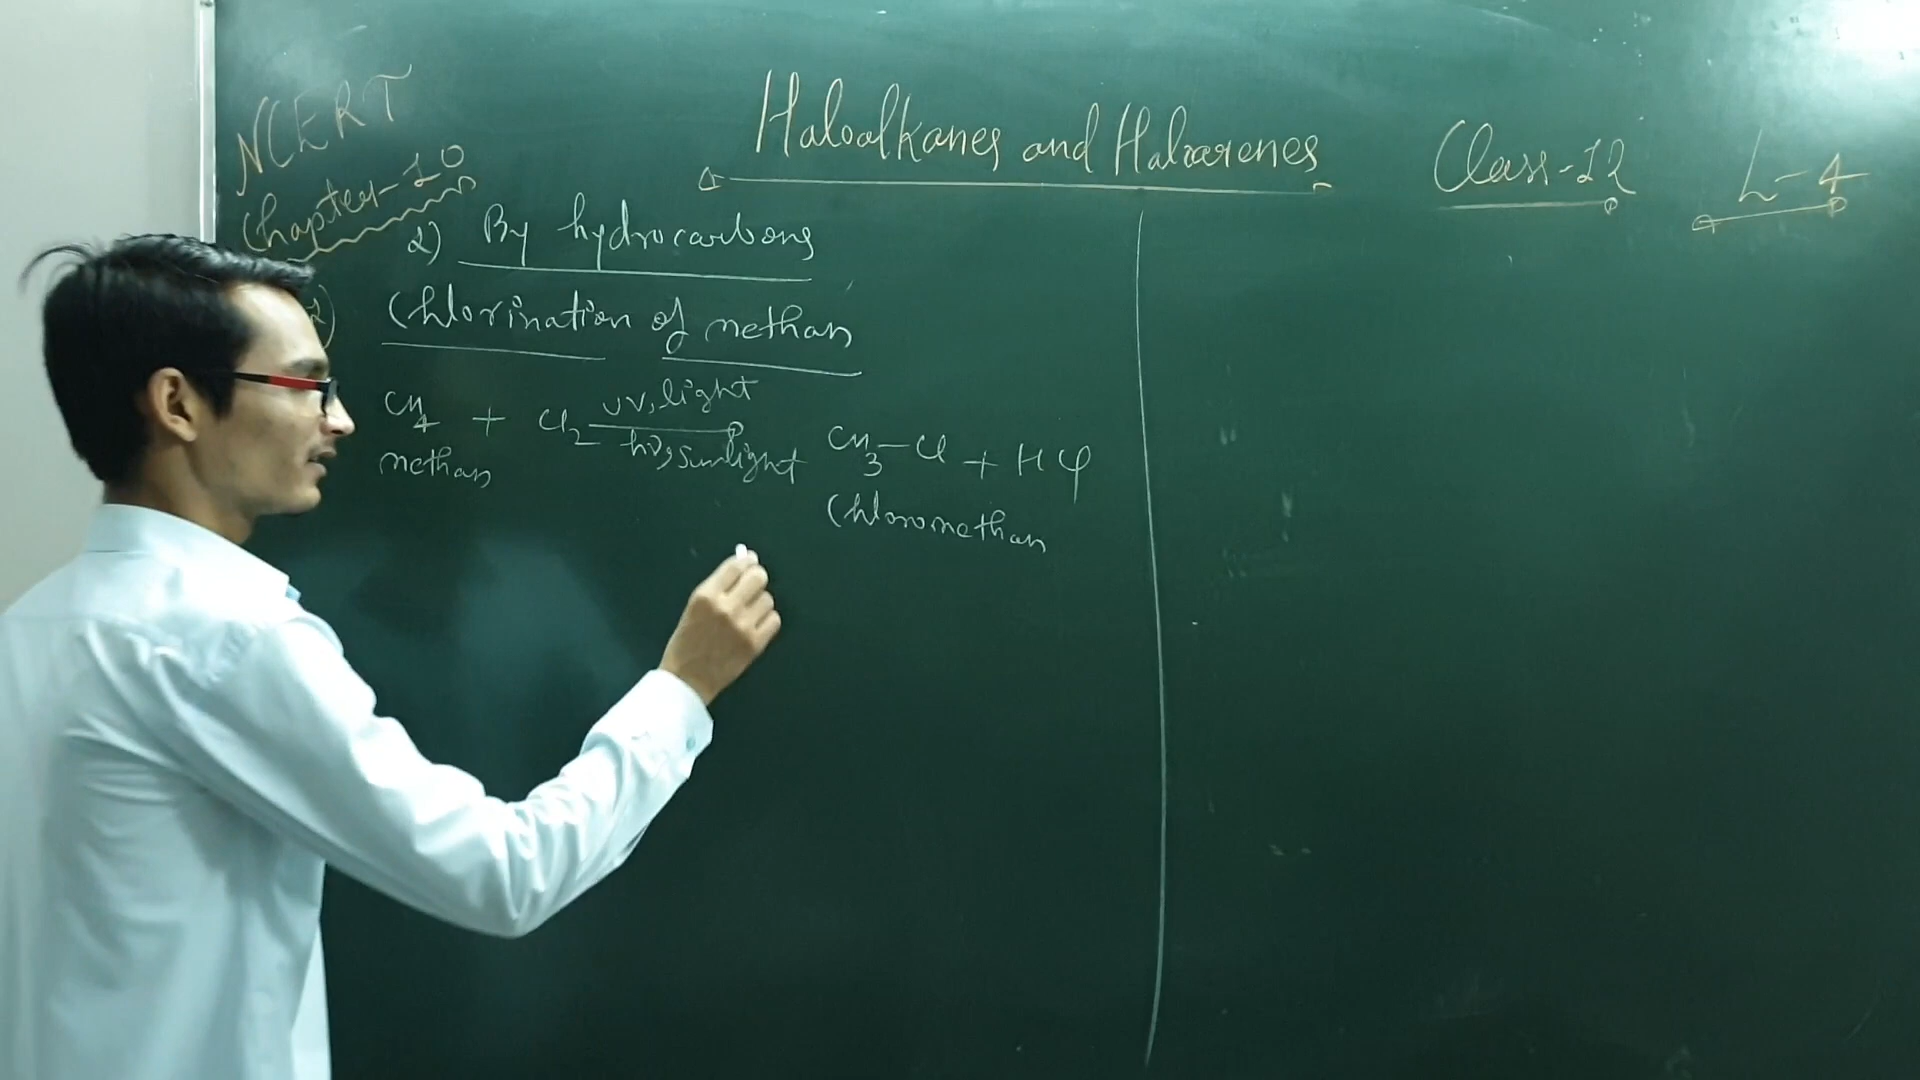 NCERT
Chapter-10
Haloalkanes and Haloarenes
Class-12
L-4
2) By hydrocarbons
Chlorination of methan
CH4 + Cl2 uv, light CH3-Cl + HCl
hν, sunlight
methan
Chloromethan